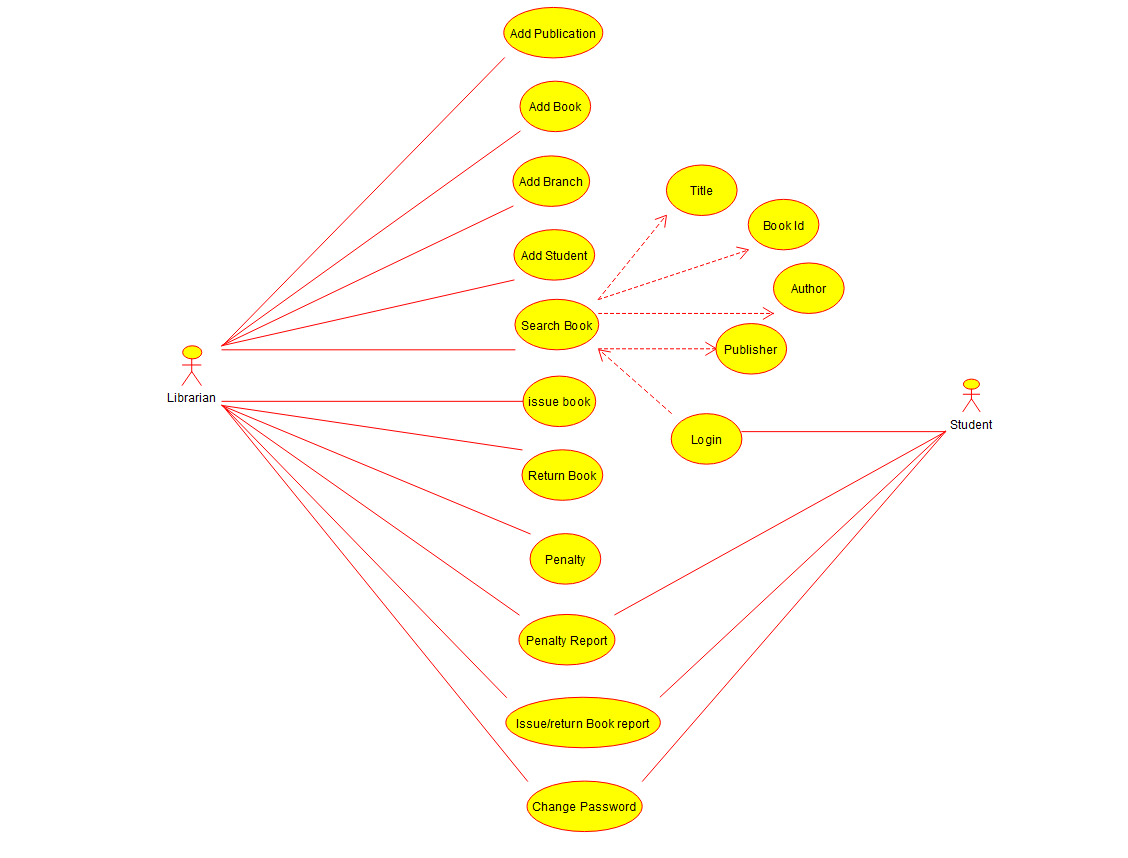 Add Publication
Add Book
Add Branch
Title
Book Id
Add Student
Author
Search Book
Publisher
Librarian
issue book
Student
Login
Return Book
Penalty
Penalty Report
Issue/return Book report
Change Password